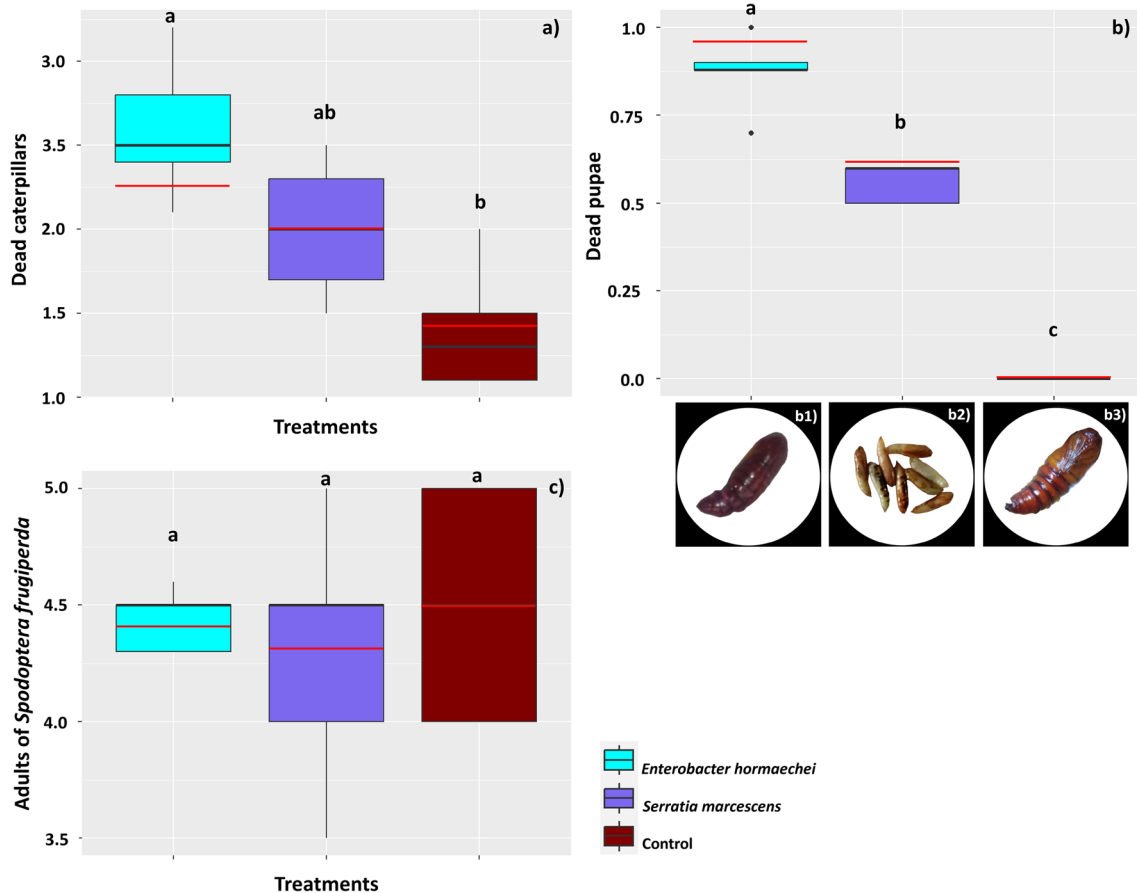 a
a)
3.0
3.5
2.0
1.5
1.0
ab
b
Dead caterpillars
Treatments
a
b)
1.0
0.75
0.5
0.25
0.0
b
c
Dead pupae
b1)
b2)
b3)
c)
5.0
4.5
4.0
3.5
a
a
a
Adults of Spodoptera frugiperda
Treatments
Enterobacter hormaechei
Serratia marcescens
Control